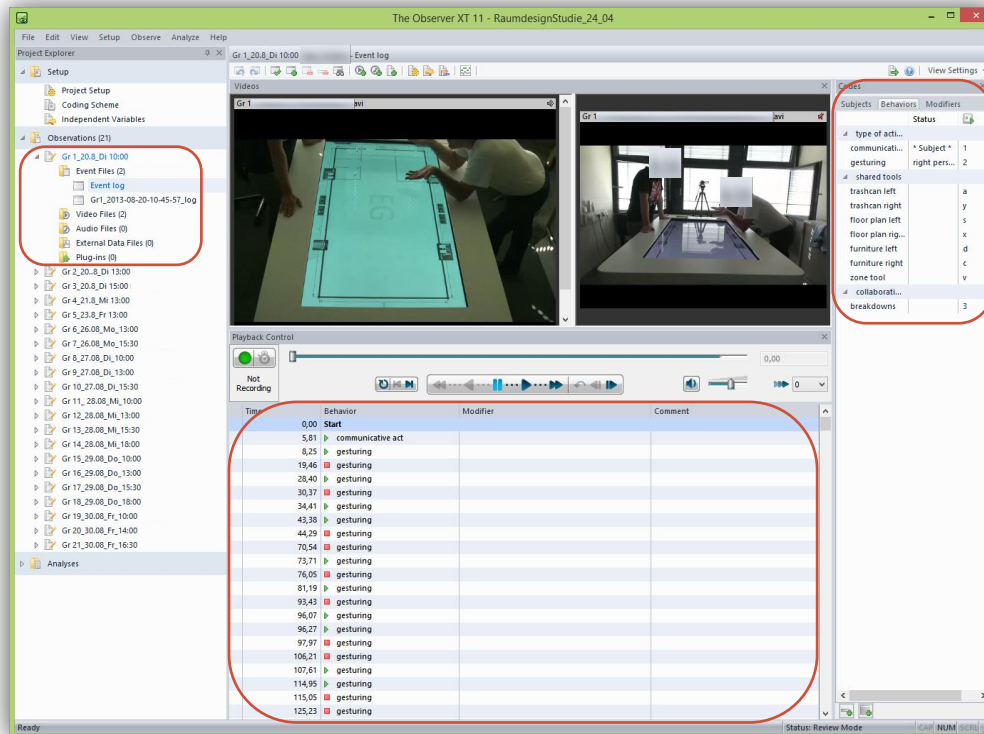 The Observer XT 11 - RaumdesignStudie_24_04
File Edit View Setup Observe Analyze Help
Project Explorer
Setup
Project Setup
Coding Scheme
Independent Variables
Observations (21)
Gr 1_20.8_Di 10:00
Event Files (2)
Event log
Gr1_2013-08-20-10-45-57_log
Video Files (2)
Audio Files (0)
External Data Files (0)
Plug-ins (0)
Gr 2_20..8_Di 13:00
Gr 3_20.8_Di 15:00
Gr 4_21.8_Mi 13:00
Gr 5_23.8_Fr 13:00
Gr 6_26.08_Mo_13:00
Gr 7_26.08_Mo_15:30
Gr 8_27.08_Di_10:00
Gr 9_27.08_Di_13:00
Gr 10_27.08_Di_15:30
Gr 11_ 28.08_Mi_10:00
Gr 12_28.08_Mi_13:00
Gr 13_28.08_Mi_15:30
Gr 14_28.08_Mi_18:00
Gr 15_29.08_Do_10:00
Gr 16_29.08_Do_13:00
Gr 17_29.08_Do_15:30
Gr 18_29.08_Do_18:00
Gr 19_30.08_Fr_10:00
Gr 20_30.08_Fr_14:00
Gr 21_30.08_Fr_16:30
Analyses
Gr 1_20.8_Di 10:00 - Event log
View Settings
Videos
Gr 1 avi
EG
Gr 1 avi
Playback Control
Not
Recording
0,00
0
Time Behavior Modifier Comment
0,00 Start
5,81 communicative act
8,25 gesturing
19,46 gesturing
28,40 gesturing
30,37 gesturing
34,41 gesturing
43,38 gesturing
44,29 gesturing
70,54 gesturing
73,71 gesturing
76,05 gesturing
81,19 gesturing
93,43 gesturing
96,07 gesturing
96,27 gesturing
97,97 gesturing
106,21 gesturing
107,61 gesturing
114,95 gesturing
115,05 gesturing
125,23 gesturing
Codes
Subjects Behaviors Modifiers
Status
type of acti...
communicati... * Subject * 1
gesturing right pers... 2
shared tools
trashcan left a
trashcan right y
floor plan left s
floor plan rig... x
furniture left d
furniture right c
zone tool v
collaborati...
breakdowns 3
Ready
Status: Review Mode
CAP NUM SCRL